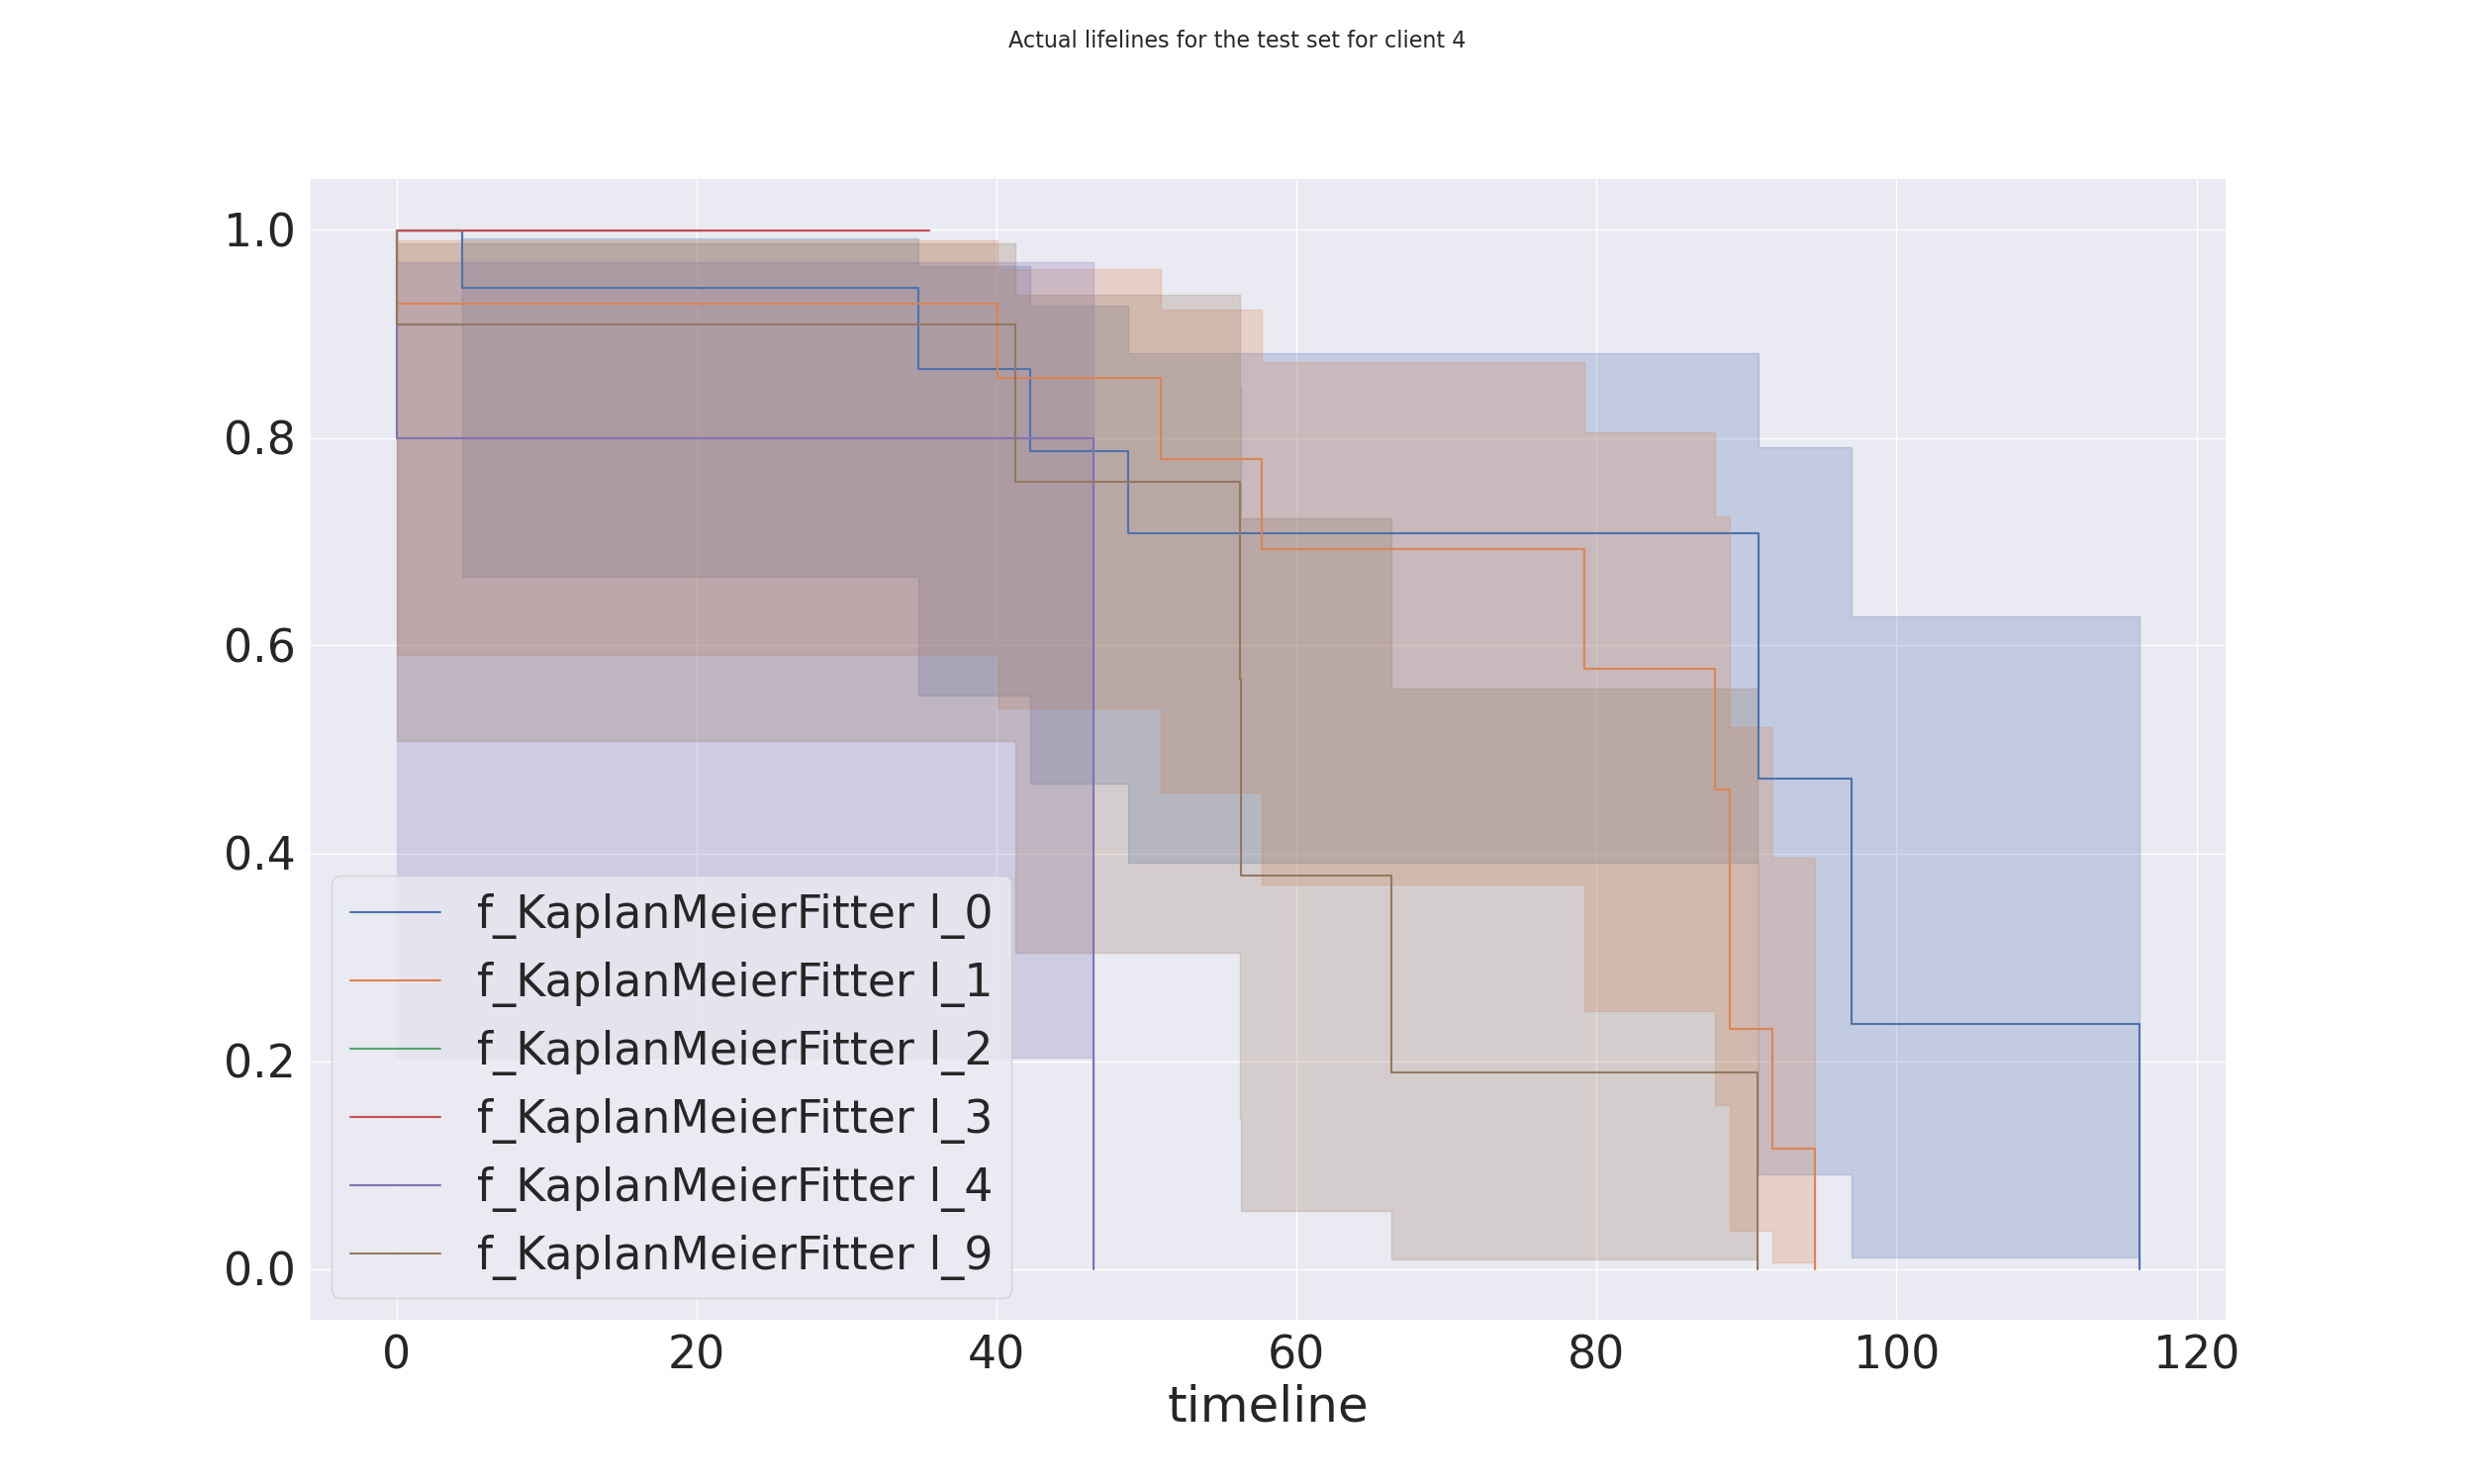 Actual lifelines for the test set for client 4
1.0
0.8
0.6
0.4
0.2
0.0
f_KaplanMeierFitter l_0
f_KaplanMeierFitter l_1
f_KaplanMeierFitter l_2
f_KaplanMeierFitter l_3
f_KaplanMeierFitter l_4
f_KaplanMeierFitter l_9
0 20 40 60 80 100 120
timeline